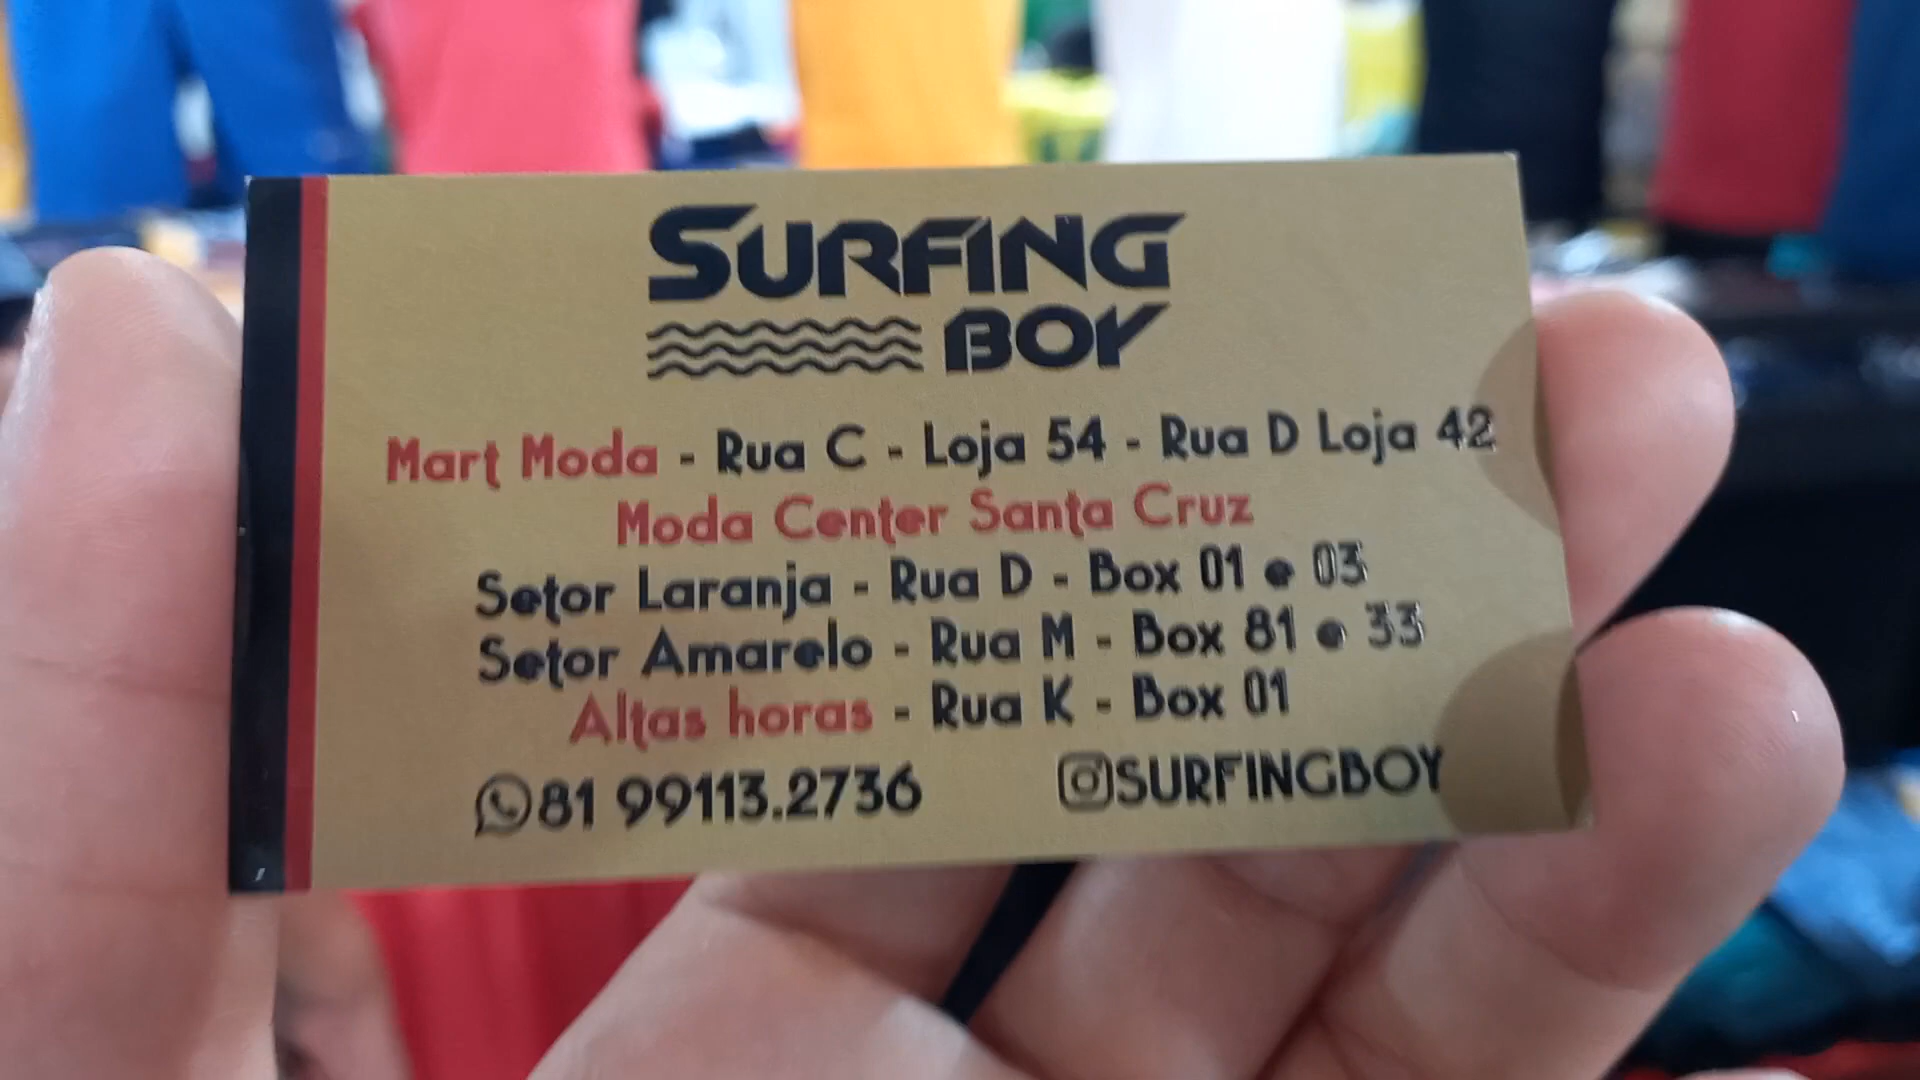 SURFING
BOY
Mart Moda - Rua C - Loja 54 - Rua D Loja 42
Moda Center Santa Cruz
Setor Laranja - Rua D - Box 01 e 03
Setor Amarelo - Rua M - Box 81 e 33
Altas horas - Rua K - Box 01
81 99113.2736 SURFINGBOY